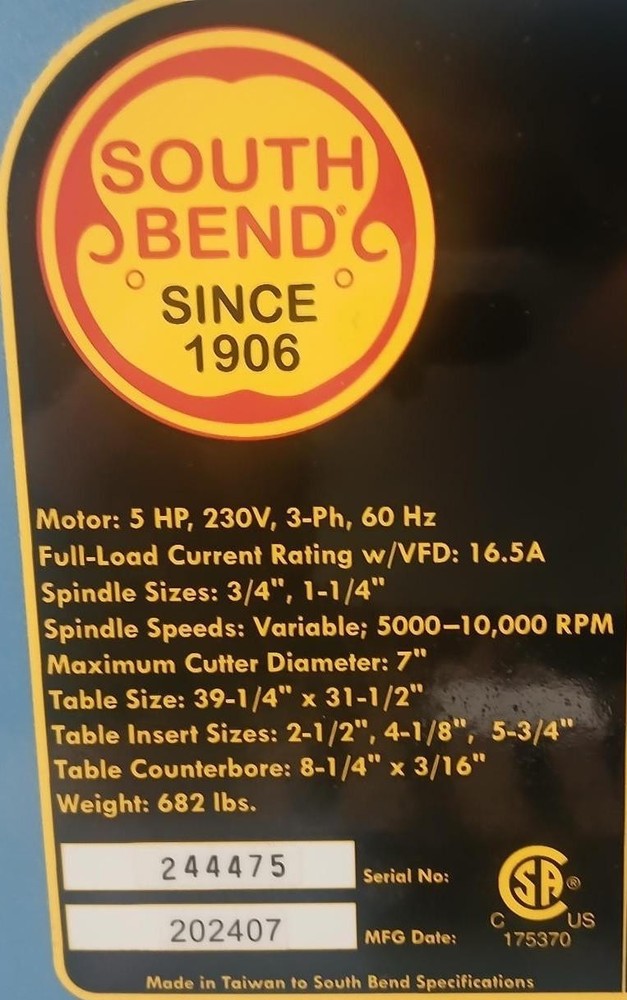 SOUTH
BEND®
SINCE
1906
Motor: 5 HP, 230V, 3-Ph, 60 Hz
Full-Load Current Rating w/VFD: 16.5A
Spindle Sizes: 3/4", 1-1/4"
Spindle Speeds: Variable; 5000–10,000 RPM
Maximum Cutter Diameter: 7"
Table Size: 39-1/4" x 31-1/2"
Table Insert Sizes: 2-1/2", 4-1/8", 5-3/4"
Table Counterbore: 8-1/4" x 3/16"
Weight: 682 lbs.
244475 Serial No:
202407 MFG Date:
SA®
C US
175370
Made in Taiwan to South Bend Specifications